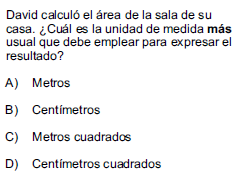 David calculó el área de la sala de su
casa. ¿Cuál es la unidad de medida más
usual que debe emplear para expresar el
resultado?
A) Metros
B) Centímetros
C) Metros cuadrados
D) Centímetros cuadrados